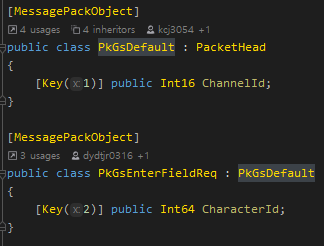 [MessagePackObject]
4 usages 4 inheritors kcj3054 +1
public class PkGsDefault : PacketHead
{
[Key(x:1)] public Int16 ChannelId;
}
[MessagePackObject]
3 usages dydtjr0316 +1
public class PkGsEnterFieldReq : PkGsDefault
{
[Key(x:2)] public Int64 CharacterId;
}